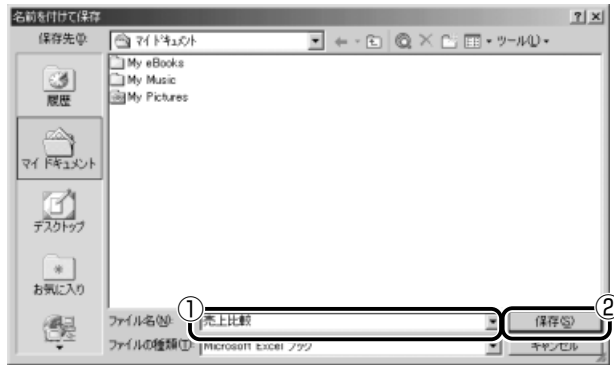 名前を付けて保存
保存先(I): マイ ドキュメント ツール(L)
My eBooks
My Music
My Pictures
履歴
マイ ドキュメント
デスクトップ
お気に入り
① ②
ファイル名(N): 売上比較 保存(S)
ファイルの種類(T): Microsoft Excel ブック キャンセル